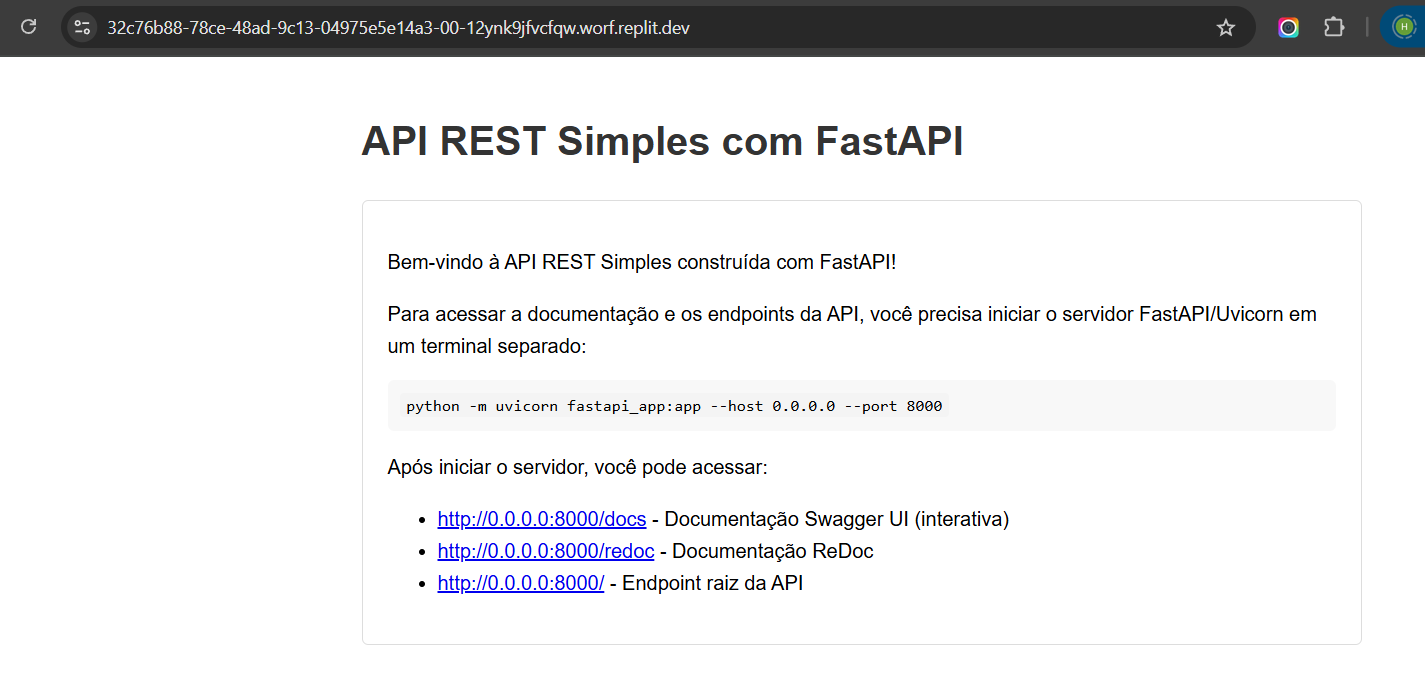 32c76b88-78ce-48ad-9c13-04975e5e14a3-00-12ynk9jfvcfqw.worf.replit.dev
H
API REST Simples com FastAPI
Bem-vindo à API REST Simples construída com FastAPI!
Para acessar a documentação e os endpoints da API, você precisa iniciar o servidor FastAPI/Uvicorn em
um terminal separado:
python -m uvicorn fastapi_app:app --host 0.0.0.0 --port 8000
Após iniciar o servidor, você pode acessar:
• http://0.0.0.0:8000/docs - Documentação Swagger UI (interativa)
• http://0.0.0.0:8000/redoc - Documentação ReDoc
• http://0.0.0.0:8000/ - Endpoint raiz da API